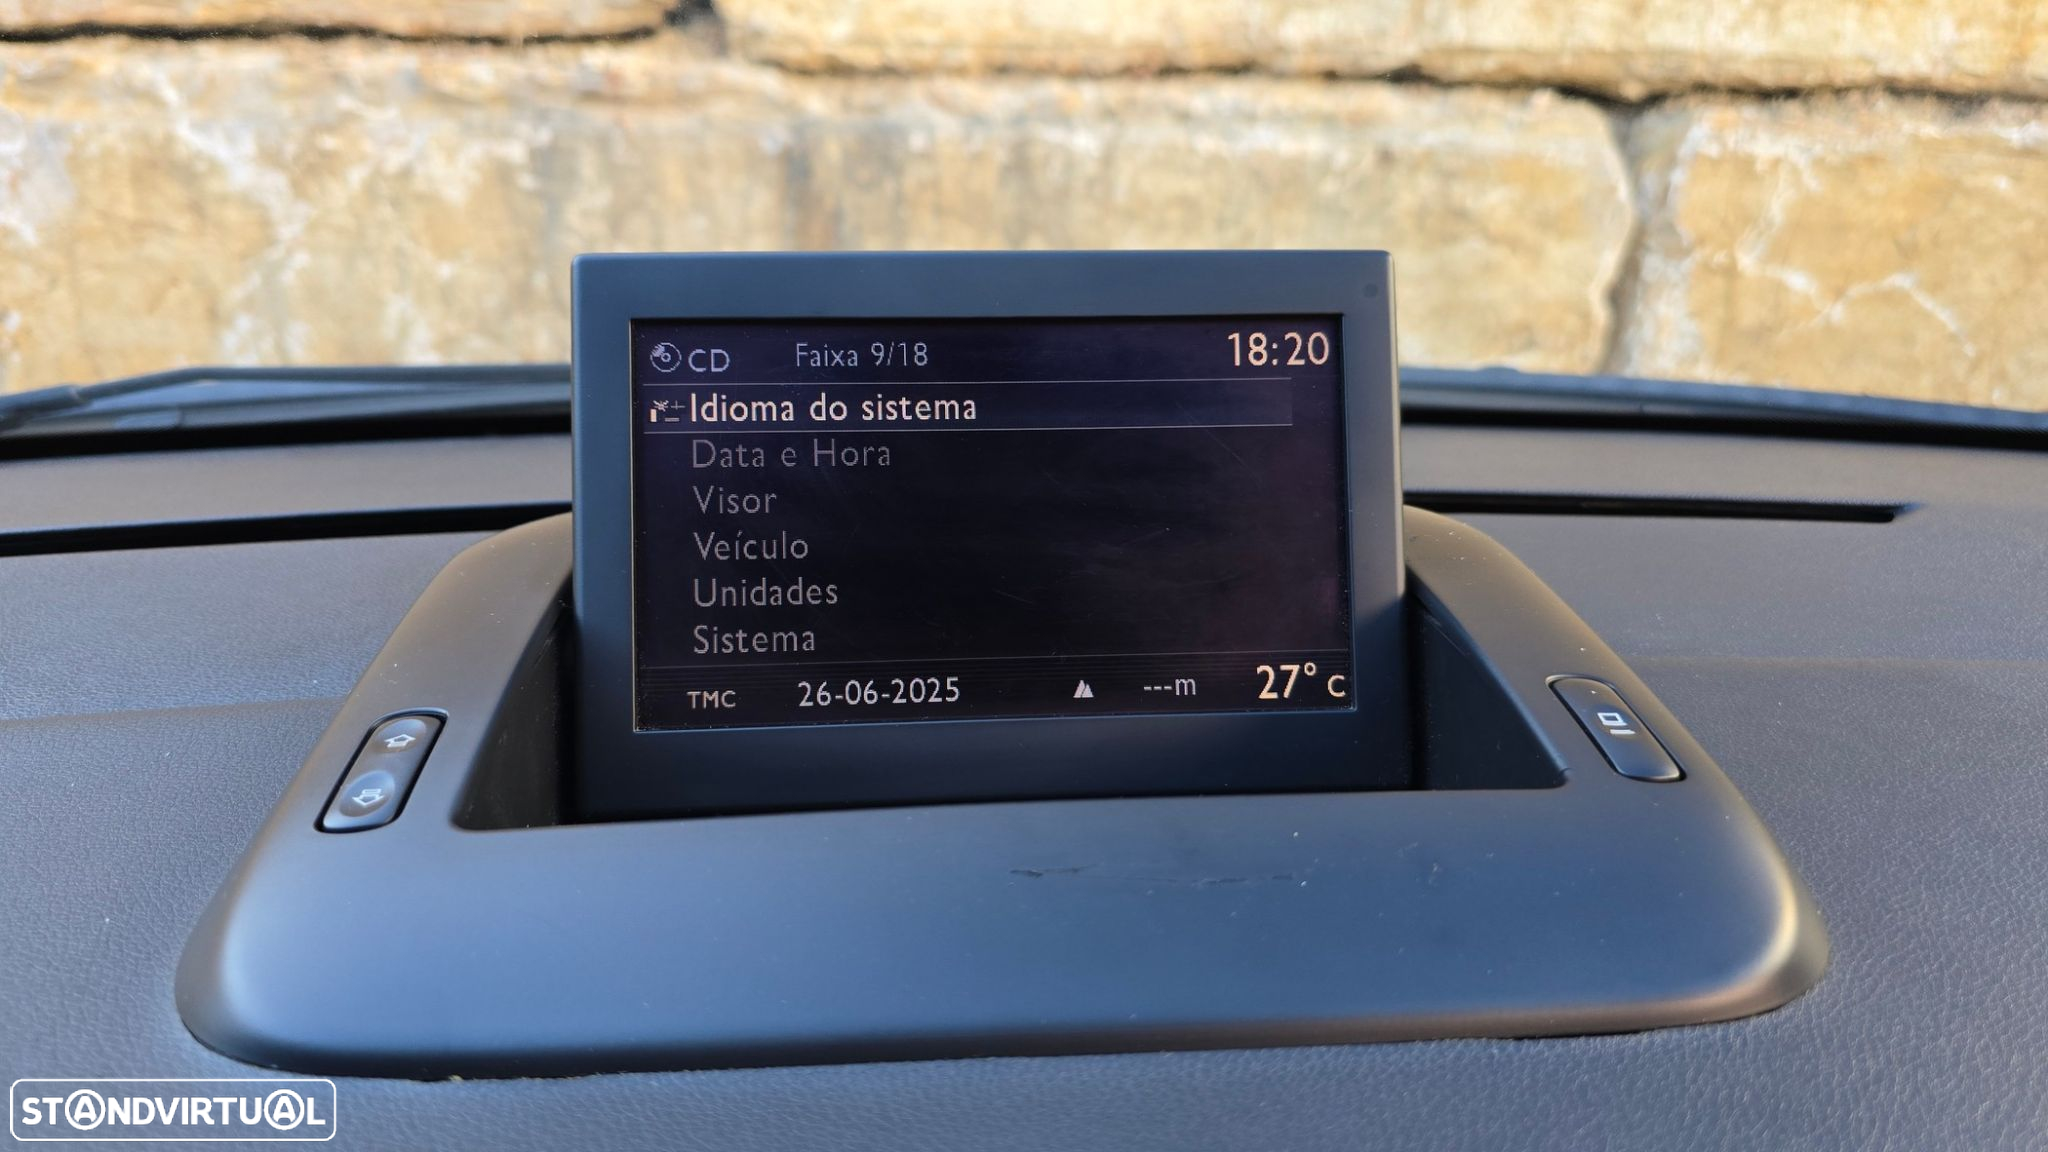 CD Faixa 9/18 18:20
Idioma do sistema
Data e Hora
Visor
Veículo
Unidades
Sistema
TMC 26-06-2025 ---m 27° C
STANDVIRTUAL